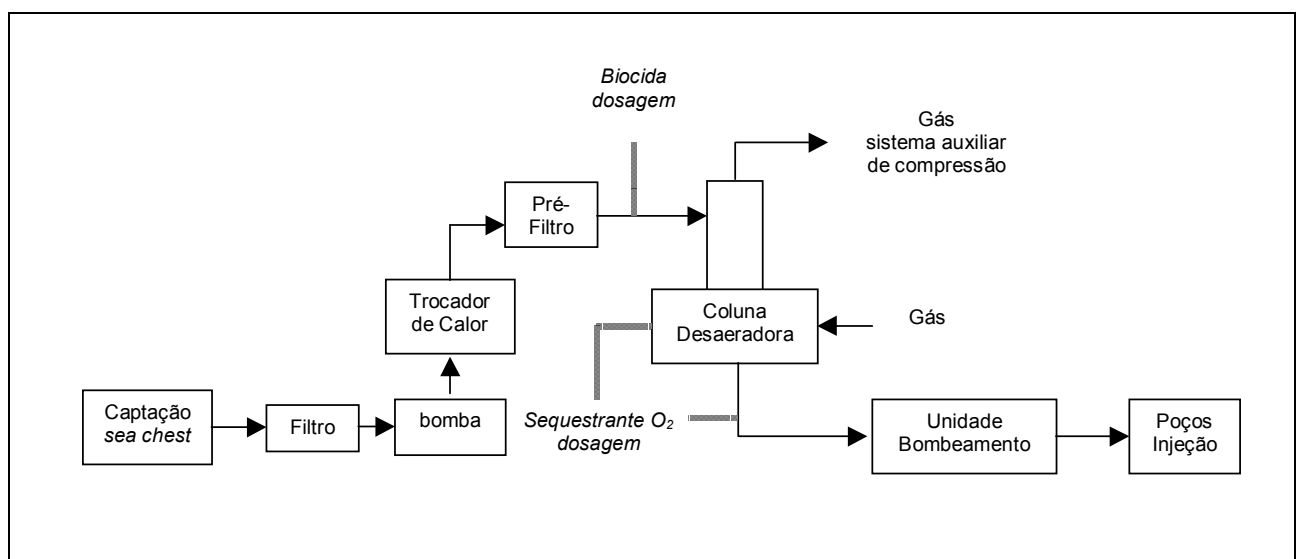 Biocida
dosagem
Gás
sistema auxiliar
de compressão
Pré-
Filtro
Trocador
de Calor
Coluna
Desaeradora
Gás
Captação
sea chest
Filtro
bomba
Sequestrante O₂
dosagem
Unidade
Bombeamento
Poços
Injeção